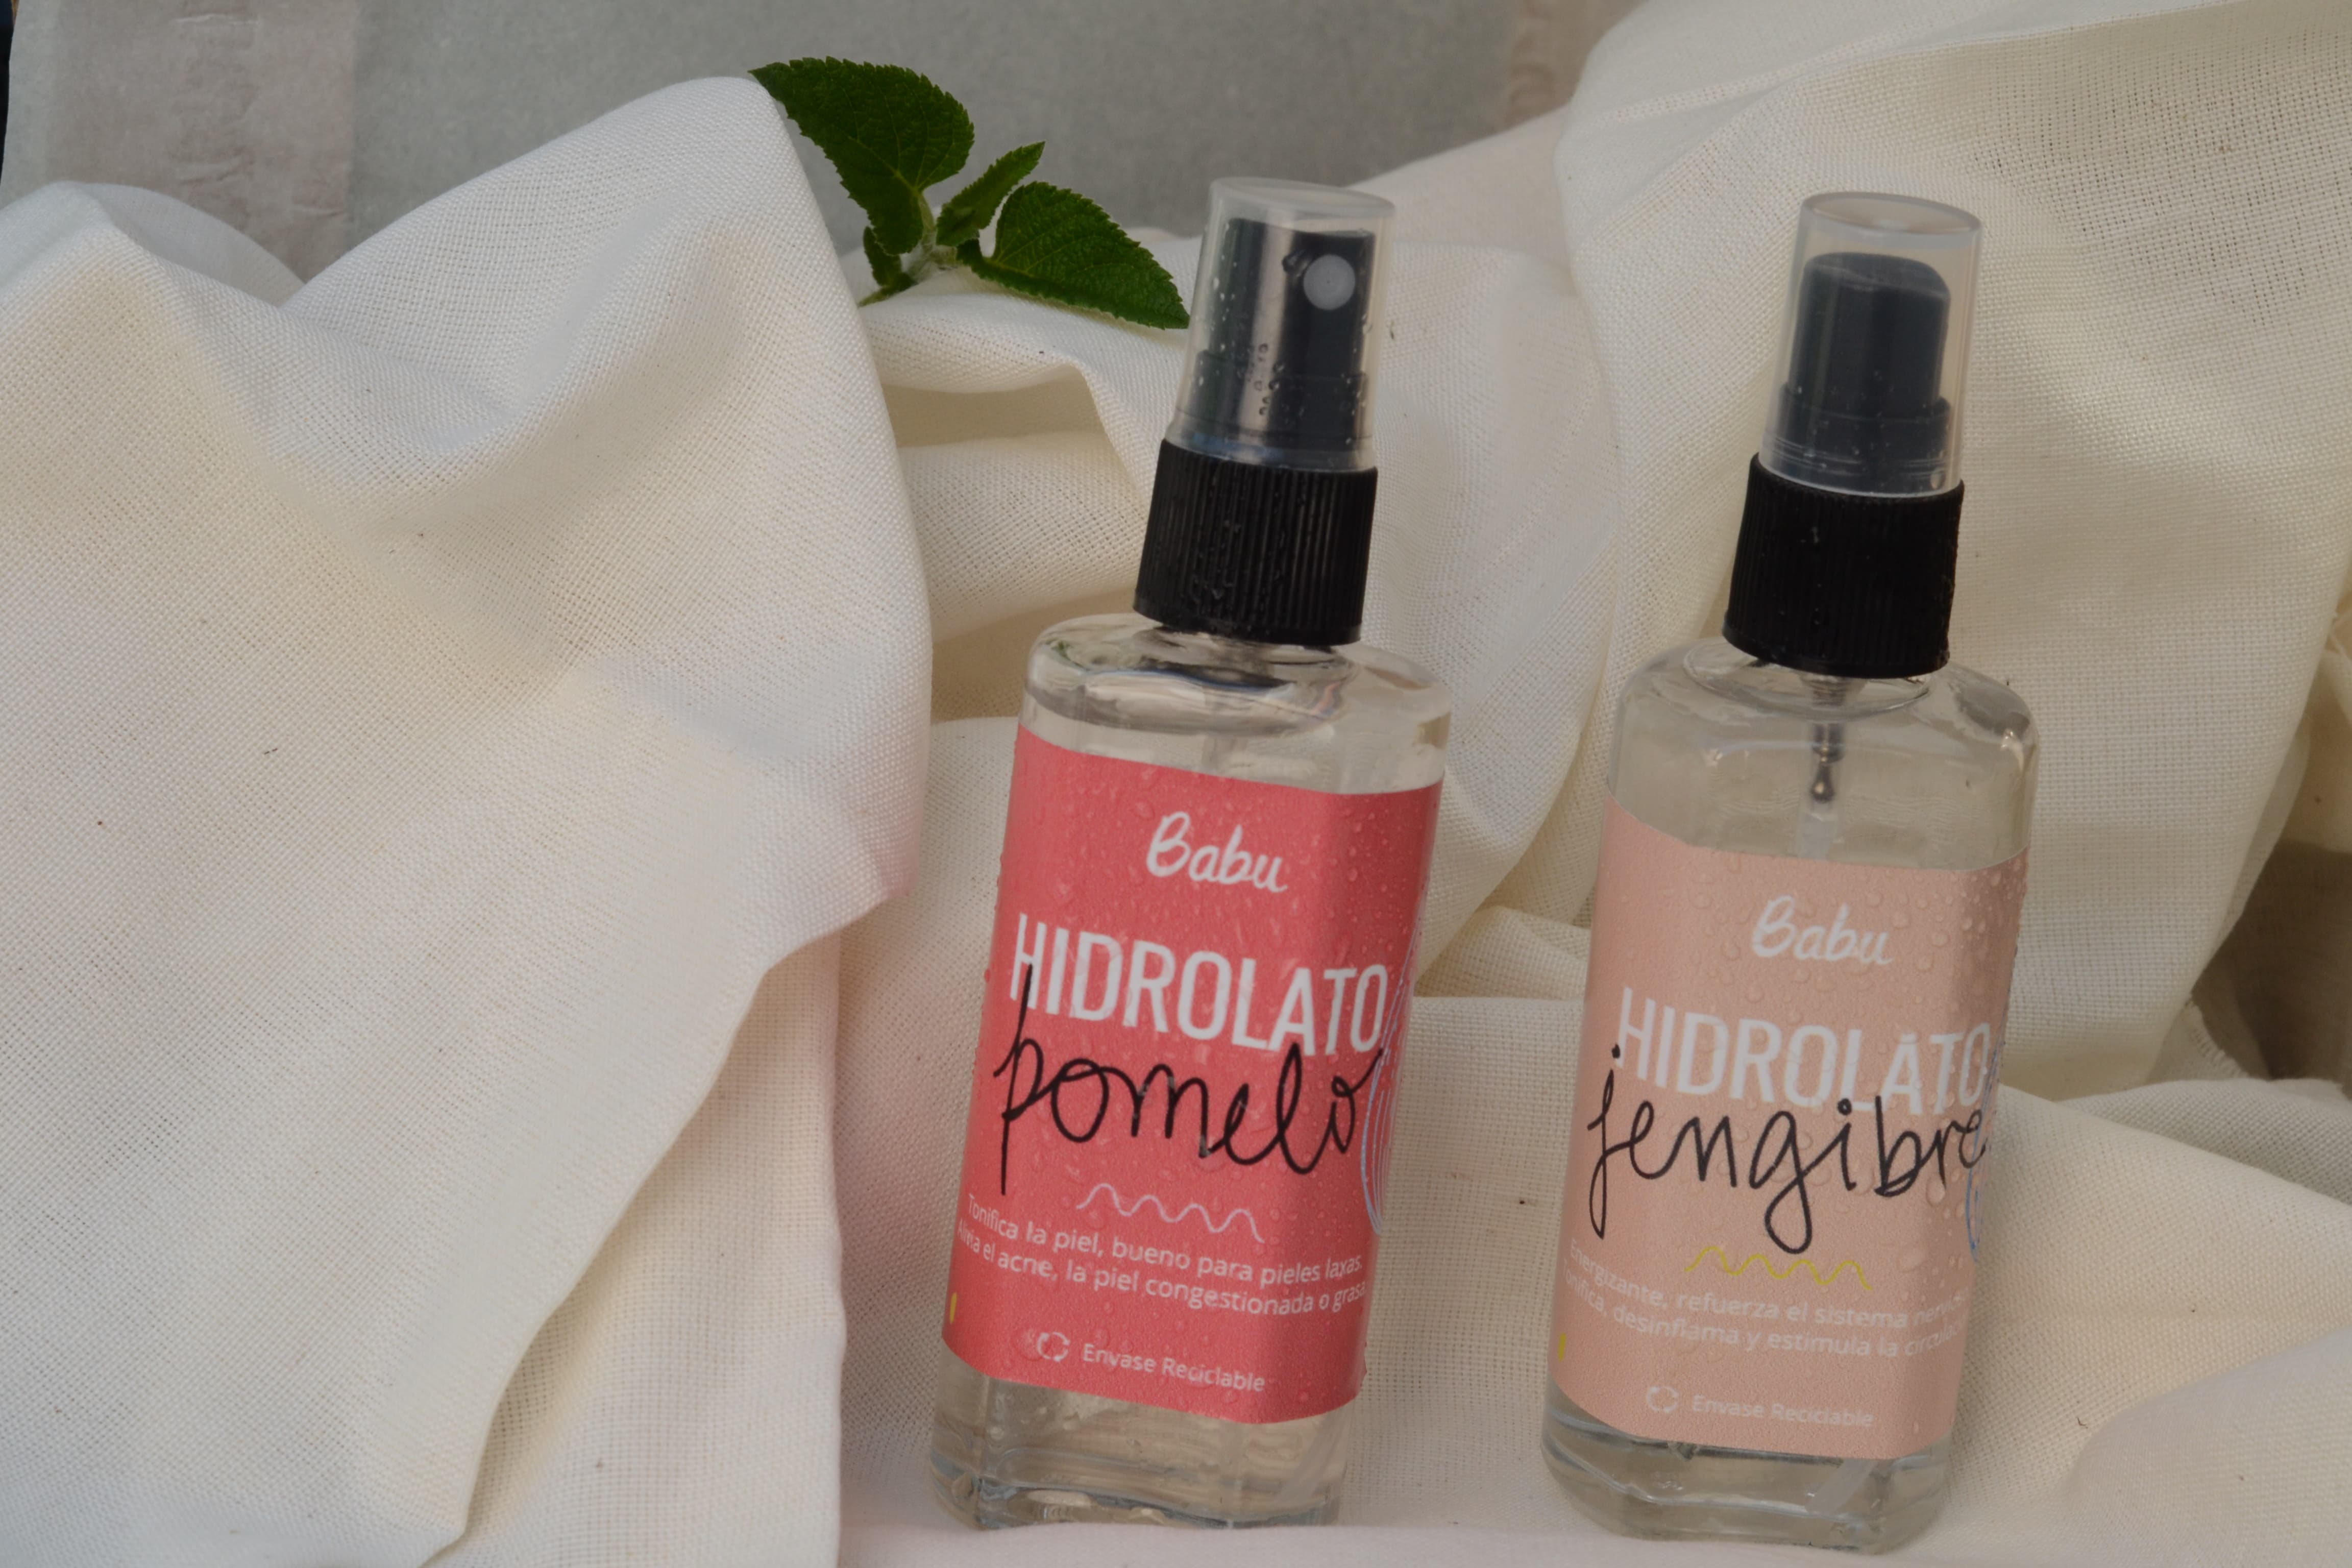 Babu
HIDROLATO
pomelo
Tonifica la piel, bueno para pieles laxas.
Alivia el acne, la piel congestionada o grasa
Envase Reciclable
Babu
HIDROLATO
jengibre
Energizante, refuerza el sistema
desinflama y estimula la
Envase Reciclable